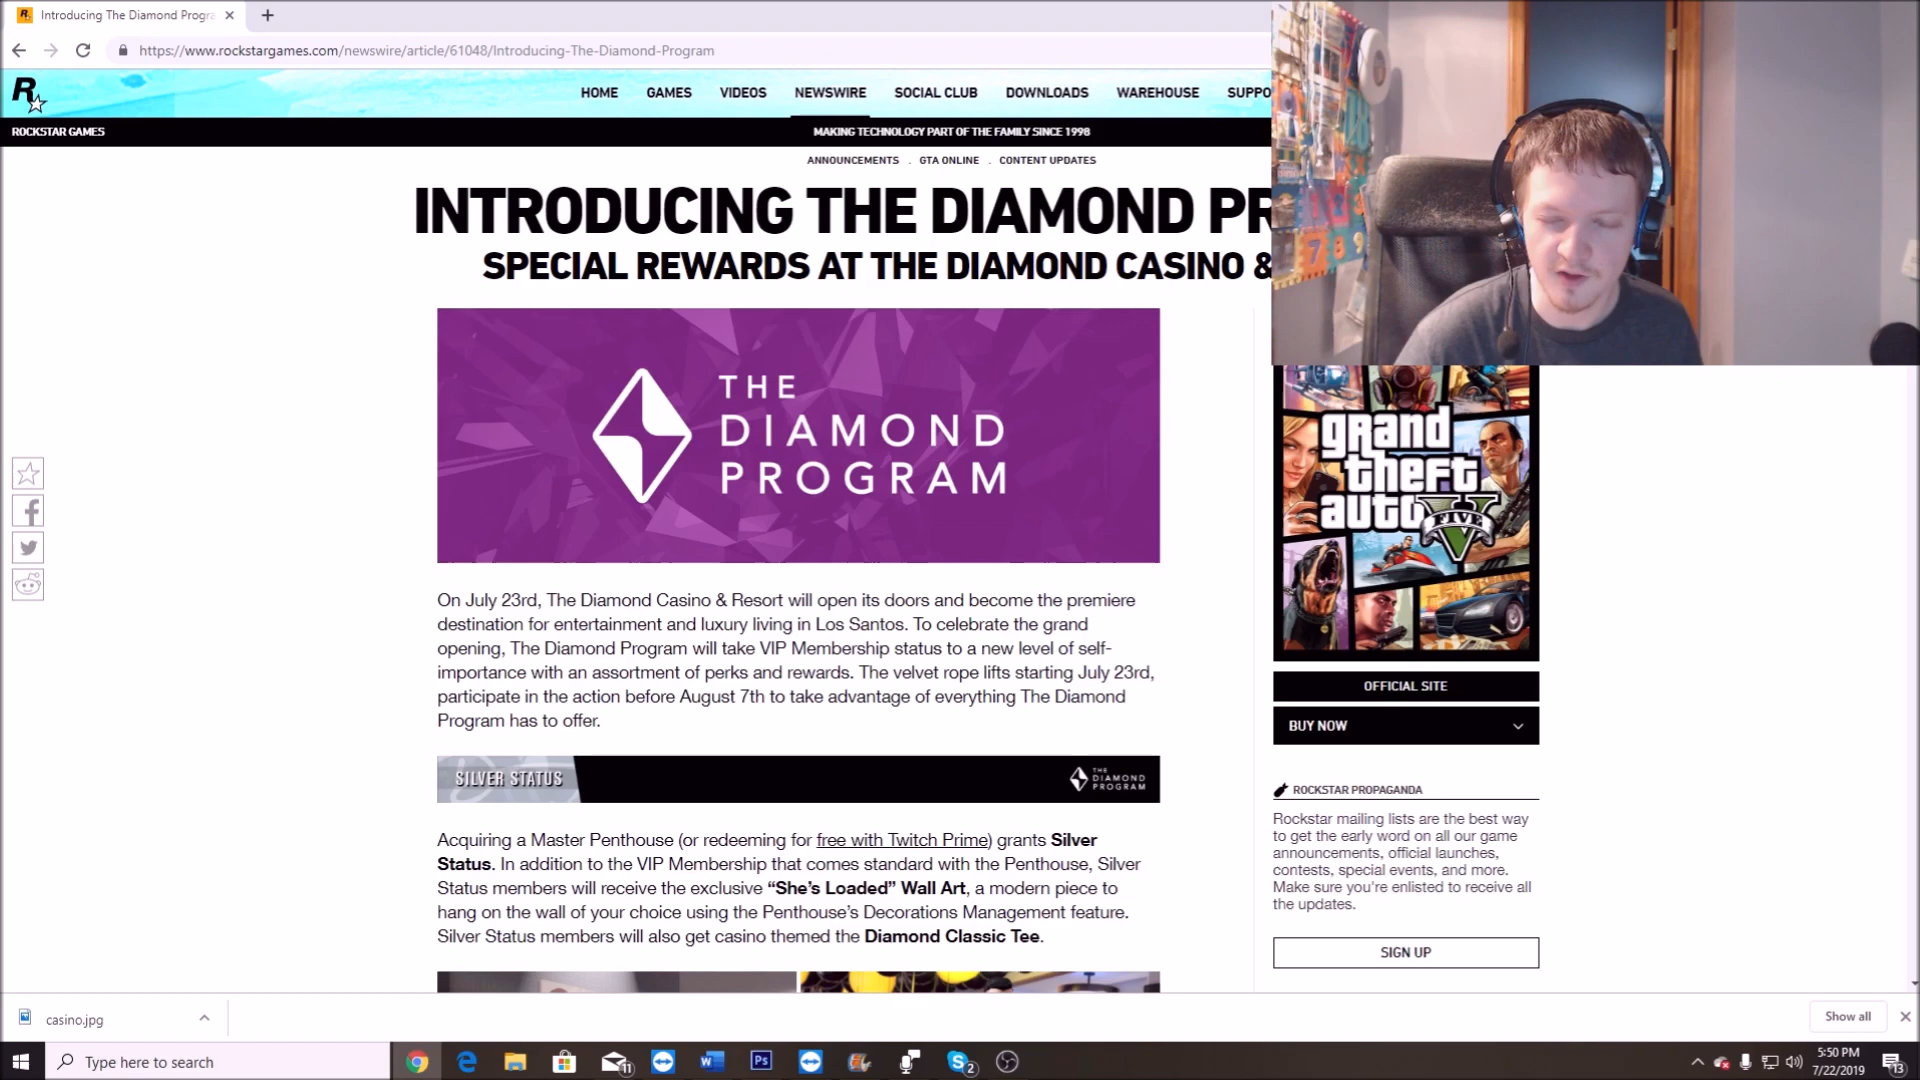 Introducing The Diamond Progra
https://www.rockstargames.com/newswire/article/61048/Introducing-The-Diamond-Program
R
HOME GAMES VIDEOS NEWSWIRE SOCIAL CLUB DOWNLOADS WAREHOUSE SUPPO
ROCKSTAR GAMES
MAKING TECHNOLOGY PART OF THE FAMILY SINCE 1998
ANNOUNCEMENTS . GTA ONLINE . CONTENT UPDATES
INTRODUCING THE DIAMOND PR
SPECIAL REWARDS AT THE DIAMOND CASINO &
7 8 9
THE
DIAMOND
PROGRAM
grand
theft
auto
FIVE
V
On July 23rd, The Diamond Casino & Resort will open its doors and become the premiere
destination for entertainment and luxury living in Los Santos. To celebrate the grand
opening, The Diamond Program will take VIP Membership status to a new level of self-
importance with an assortment of perks and rewards. The velvet rope lifts starting July 23rd,
participate in the action before August 7th to take advantage of everything The Diamond
Program has to offer.
SILVER STATUS
THE
DIAMOND
PROGRAM
Acquiring a Master Penthouse (or redeeming for free with Twitch Prime) grants Silver
Status. In addition to the VIP Membership that comes standard with the Penthouse, Silver
Status members will receive the exclusive “She’s Loaded” Wall Art, a modern piece to
hang on the wall of your choice using the Penthouse’s Decorations Management feature.
Silver Status members will also get casino themed the Diamond Classic Tee.
OFFICIAL SITE
BUY NOW
ROCKSTAR PROPAGANDA
Rockstar mailing lists are the best way
to get the early word on all our game
announcements, official launches,
contests, special events, and more.
Make sure you're enlisted to receive all
the updates.
SIGN UP
casino.jpg
Show all
Type here to search
11
W
Ps
S
2
5:50 PM
7/22/2019
13